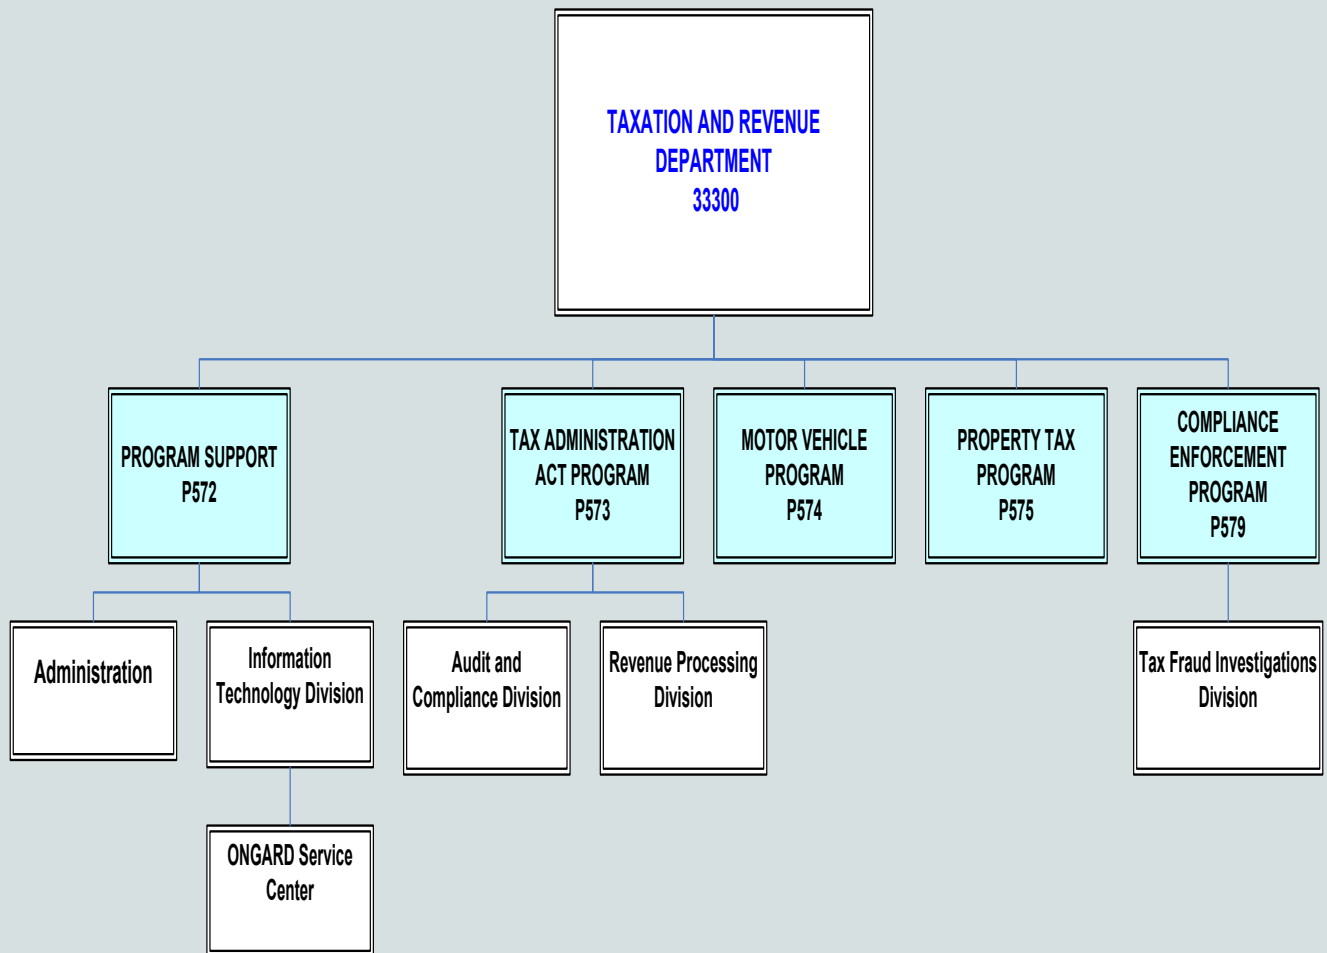 TAXATION AND REVENUE
DEPARTMENT
33300
PROGRAM SUPPORT
P572
TAX ADMINISTRATION
ACT PROGRAM
P573
MOTOR VEHICLE
PROGRAM
P574
PROPERTY TAX
PROGRAM
P575
COMPLIANCE
ENFORCEMENT
PROGRAM
P579
Administration
Information
Technology Division
Audit and
Compliance Division
Revenue Processing
Division
Tax Fraud Investigations
Division
ONGARD Service
Center